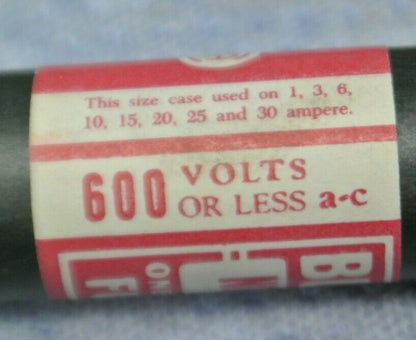 This size case used on 1, 3, 6,
10, 15, 20, 25 and 30 ampere.
600 VOLTS
OR LESS a-c